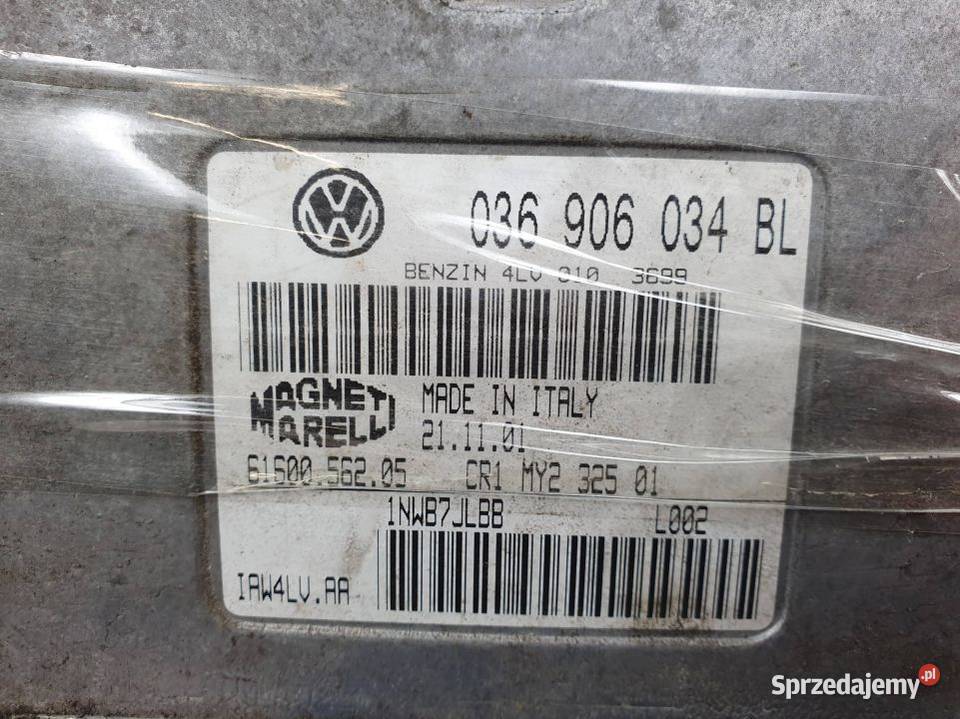 036 906 034 BL
BENZIN 4LV 010 3699
MAGNETI
MARELLI
MADE IN ITALY
21.11.01
61600.562.05 CR1 MY2 325 01
1NWB7JLBB L002
IAW4LV.AA
Sprzedajemy.pl